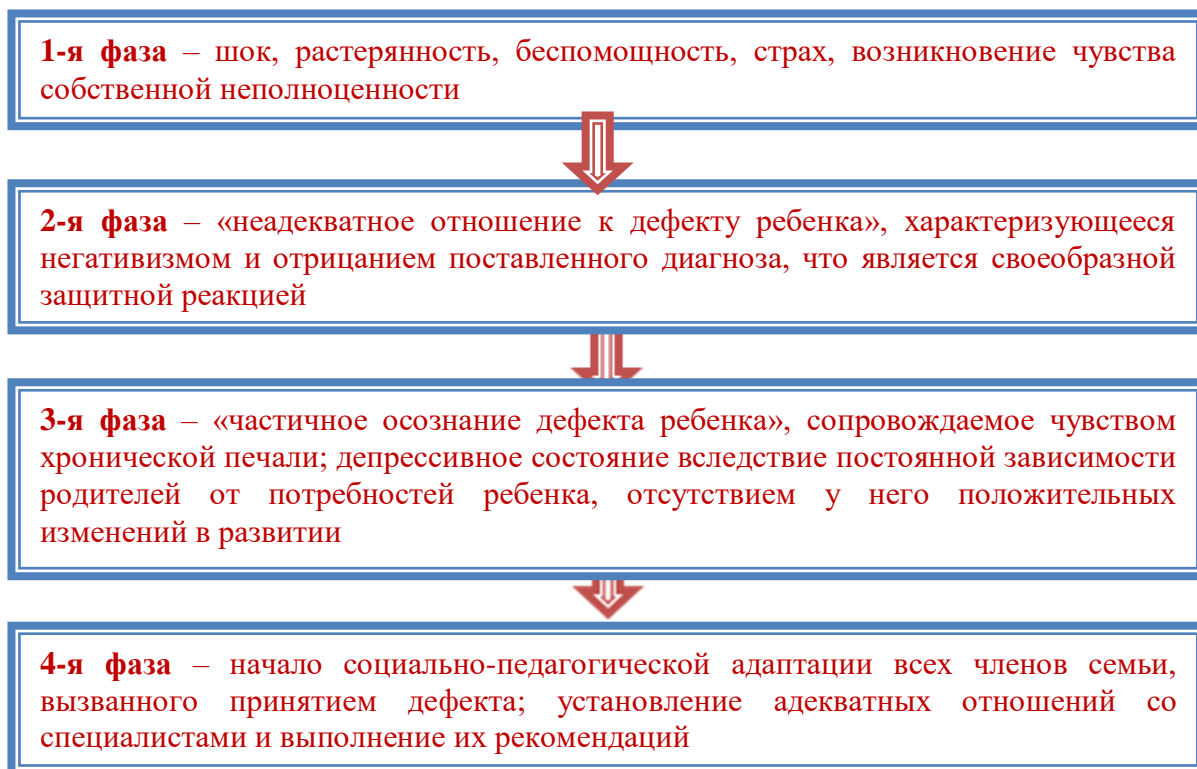 1-я фаза – шок, растерянность, беспомощность, страх, возникновение чувства
собственной неполноценности
2-я фаза – «неадекватное отношение к дефекту ребенка», характеризующееся
негативизмом и отрицанием поставленного диагноза, что является своеобразной
защитной реакцией
3-я фаза – «частичное осознание дефекта ребенка», сопровождаемое чувством
хронической печали; депрессивное состояние вследствие постоянной зависимости
родителей от потребностей ребенка, отсутствием у него положительных
изменений в развитии
4-я фаза – начало социально-педагогической адаптации всех членов семьи,
вызванного принятием дефекта; установление адекватных отношений со
специалистами и выполнение их рекомендаций